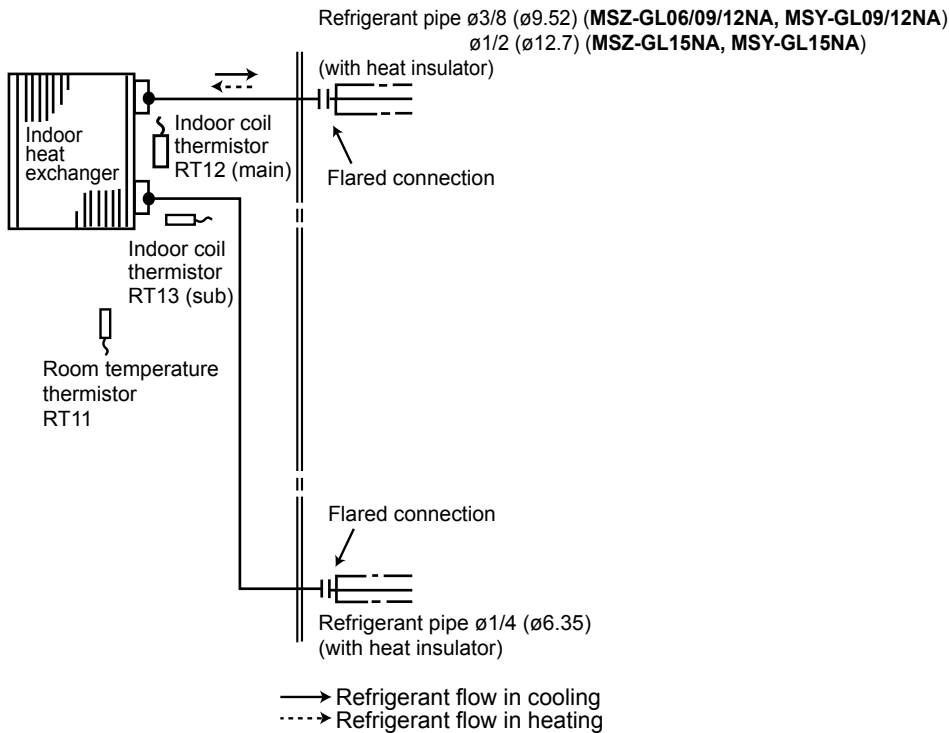 Refrigerant pipe ø3/8 (ø9.52) (MSZ-GL06/09/12NA, MSY-GL09/12NA)
ø1/2 (ø12.7) (MSZ-GL15NA, MSY-GL15NA)
(with heat insulator)
Indoor
heat
exchanger
Indoor coil
thermistor
RT12 (main)
Flared connection
Indoor coil
thermistor
RT13 (sub)
Room temperature
thermistor
RT11
Flared connection
Refrigerant pipe ø1/4 (ø6.35)
(with heat insulator)
Refrigerant flow in cooling
Refrigerant flow in heating